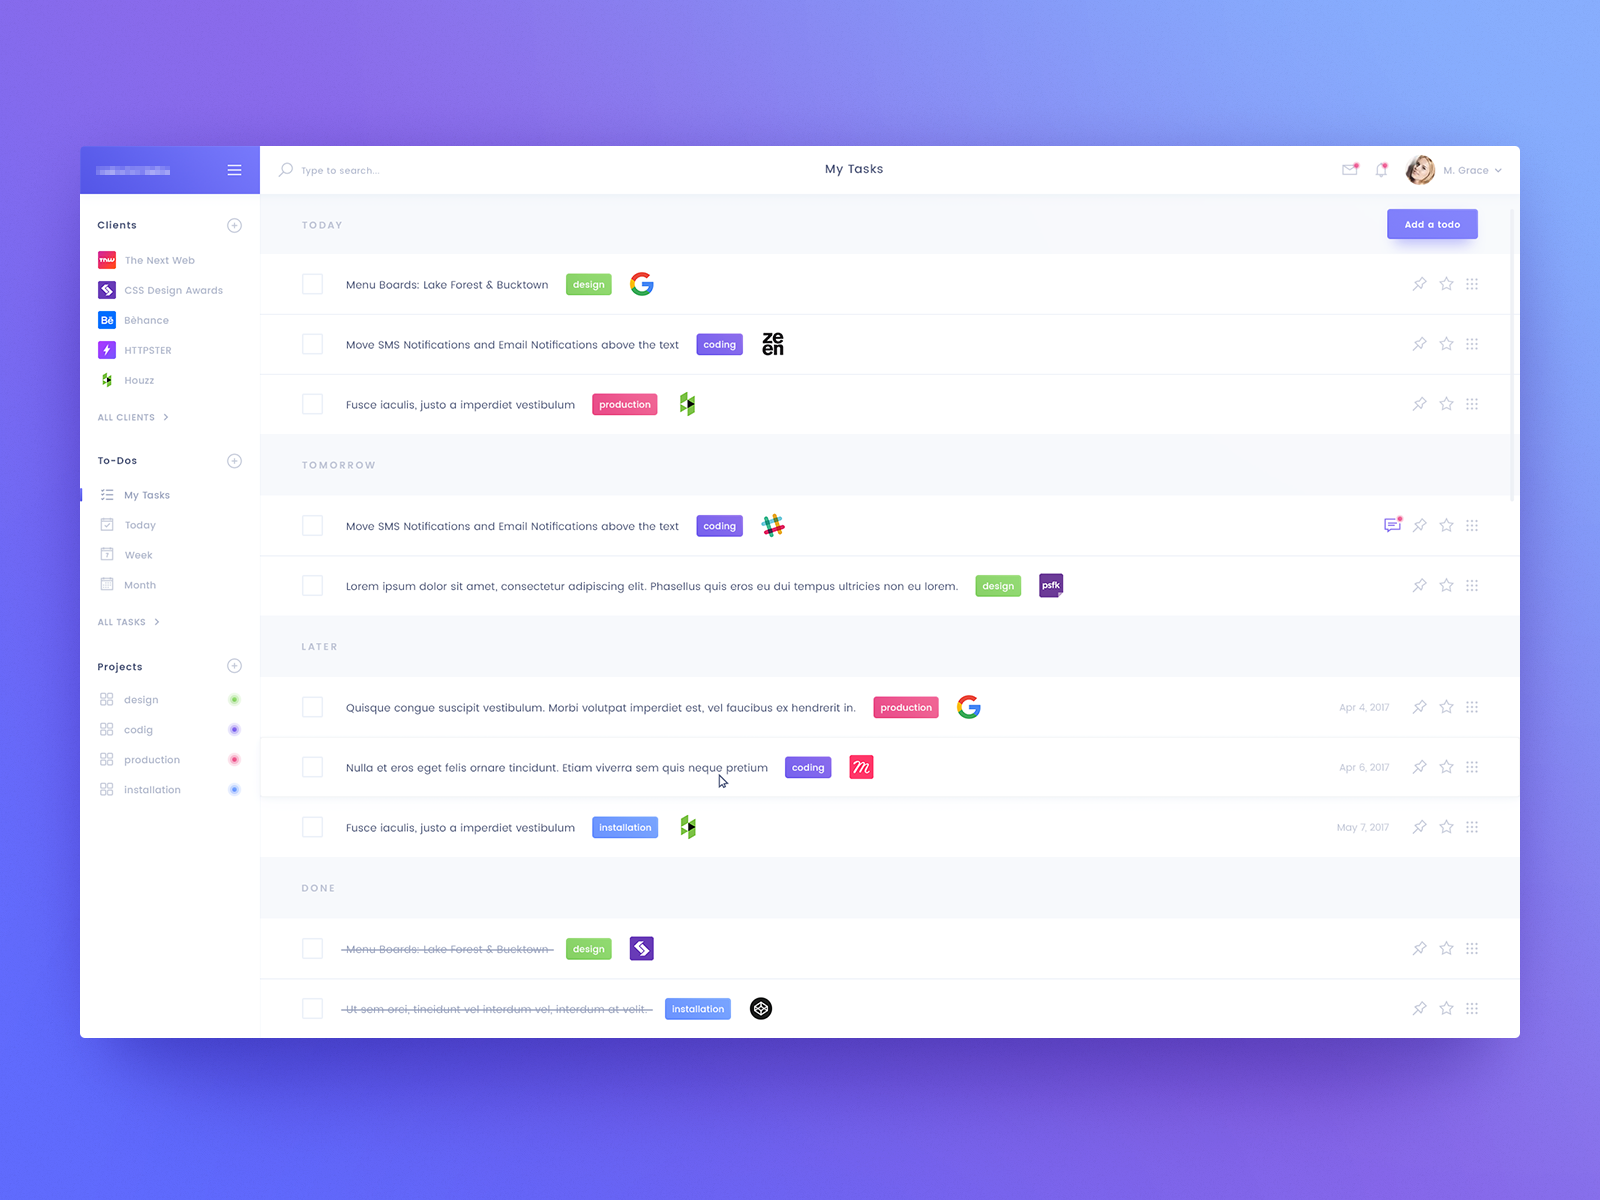 Type to search...
My Tasks
M. Grace
Clients
The Next Web
CSS Design Awards
Bē Bēhance
HTTPSTER
Houzz
ALL CLIENTS
To-Dos
My Tasks
Today
7 Week
Month
ALL TASKS
Projects
design
codig
production
installation
TODAY
Add a todo
Menu Boards: Lake Forest & Bucktown design
Move SMS Notifications and Email Notifications above the text coding zeen
Fusce iaculis, justo a imperdiet vestibulum production
TOMORROW
Move SMS Notifications and Email Notifications above the text coding
Lorem ipsum dolor sit amet, consectetur adipiscing elit. Phasellus quis eros eu dui tempus ultricies non eu lorem. design psfk
LATER
Quisque congue suscipit vestibulum. Morbi volutpat imperdiet est, vel faucibus ex hendrerit in. production G Apr 4, 2017
Nulla et eros eget felis ornare tincidunt. Etiam viverra sem quis neque pretium coding m Apr 6, 2017
Fusce iaculis, justo a imperdiet vestibulum installation May 7, 2017
DONE
Menu Boards: Lake Forest & Bucktown design
Ut sem orci, tincidunt vel interdum vel, interdum at velit. installation